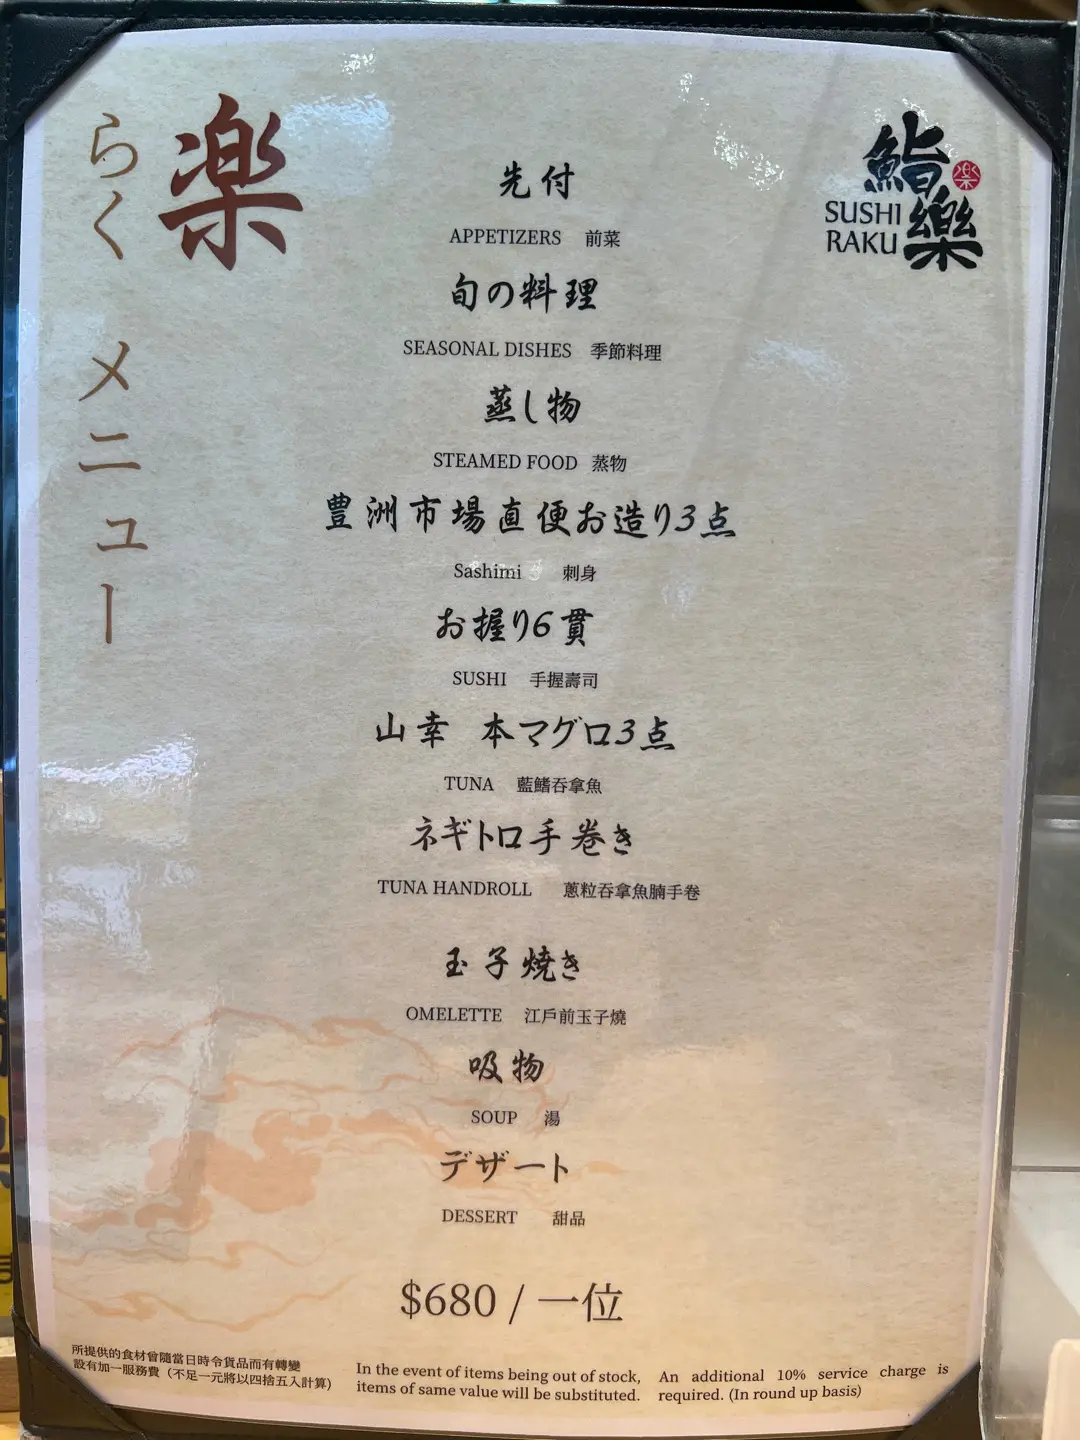 楽
らく メニュー
鮨樂
楽
SUSHI
RAKU
先付
APPETIZERS 前菜
旬の料理
SEASONAL DISHES 季節料理
蒸し物
STEAMED FOOD 蒸物
豊洲市場直便お造り3点
Sashimi 刺身
お握り6貫
SUSHI 手握壽司
山幸 本マグロ3点
TUNA 藍鰭吞拿魚
ネギトロ手巻き
TUNA HANDROLL 蔥粒吞拿魚腩手卷
玉子焼き
OMELETTE 江戶前玉子燒
吸物
SOUP 湯
デザート
DESSERT 甜品
$680 / 一位
所提供的食材會隨當日時令貨品而有轉變
設有加一服務費（不足一元將以四捨五入計算）
In the event of items being out of stock,
items of same value will be substituted.
An additional 10% service charge is
required. (In round up basis)